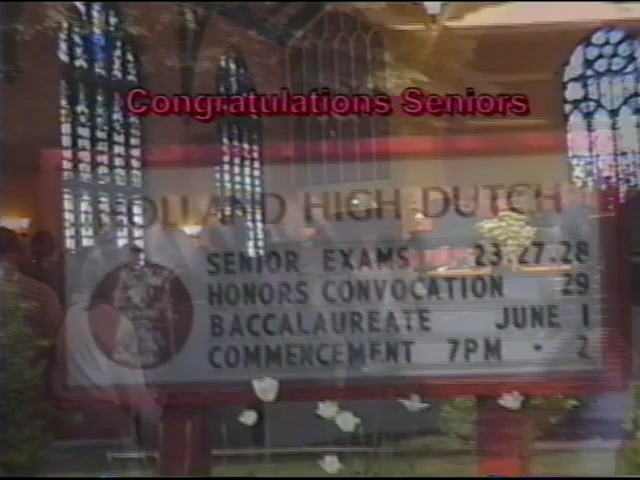 Congratulations Seniors
HOLLAND HIGH DUTCH
SENIOR EXAMS 23.27.28
HONORS CONVOCATION 29
BACCALAUREATE JUNE 1
COMMENCEMENT 7PM · 2